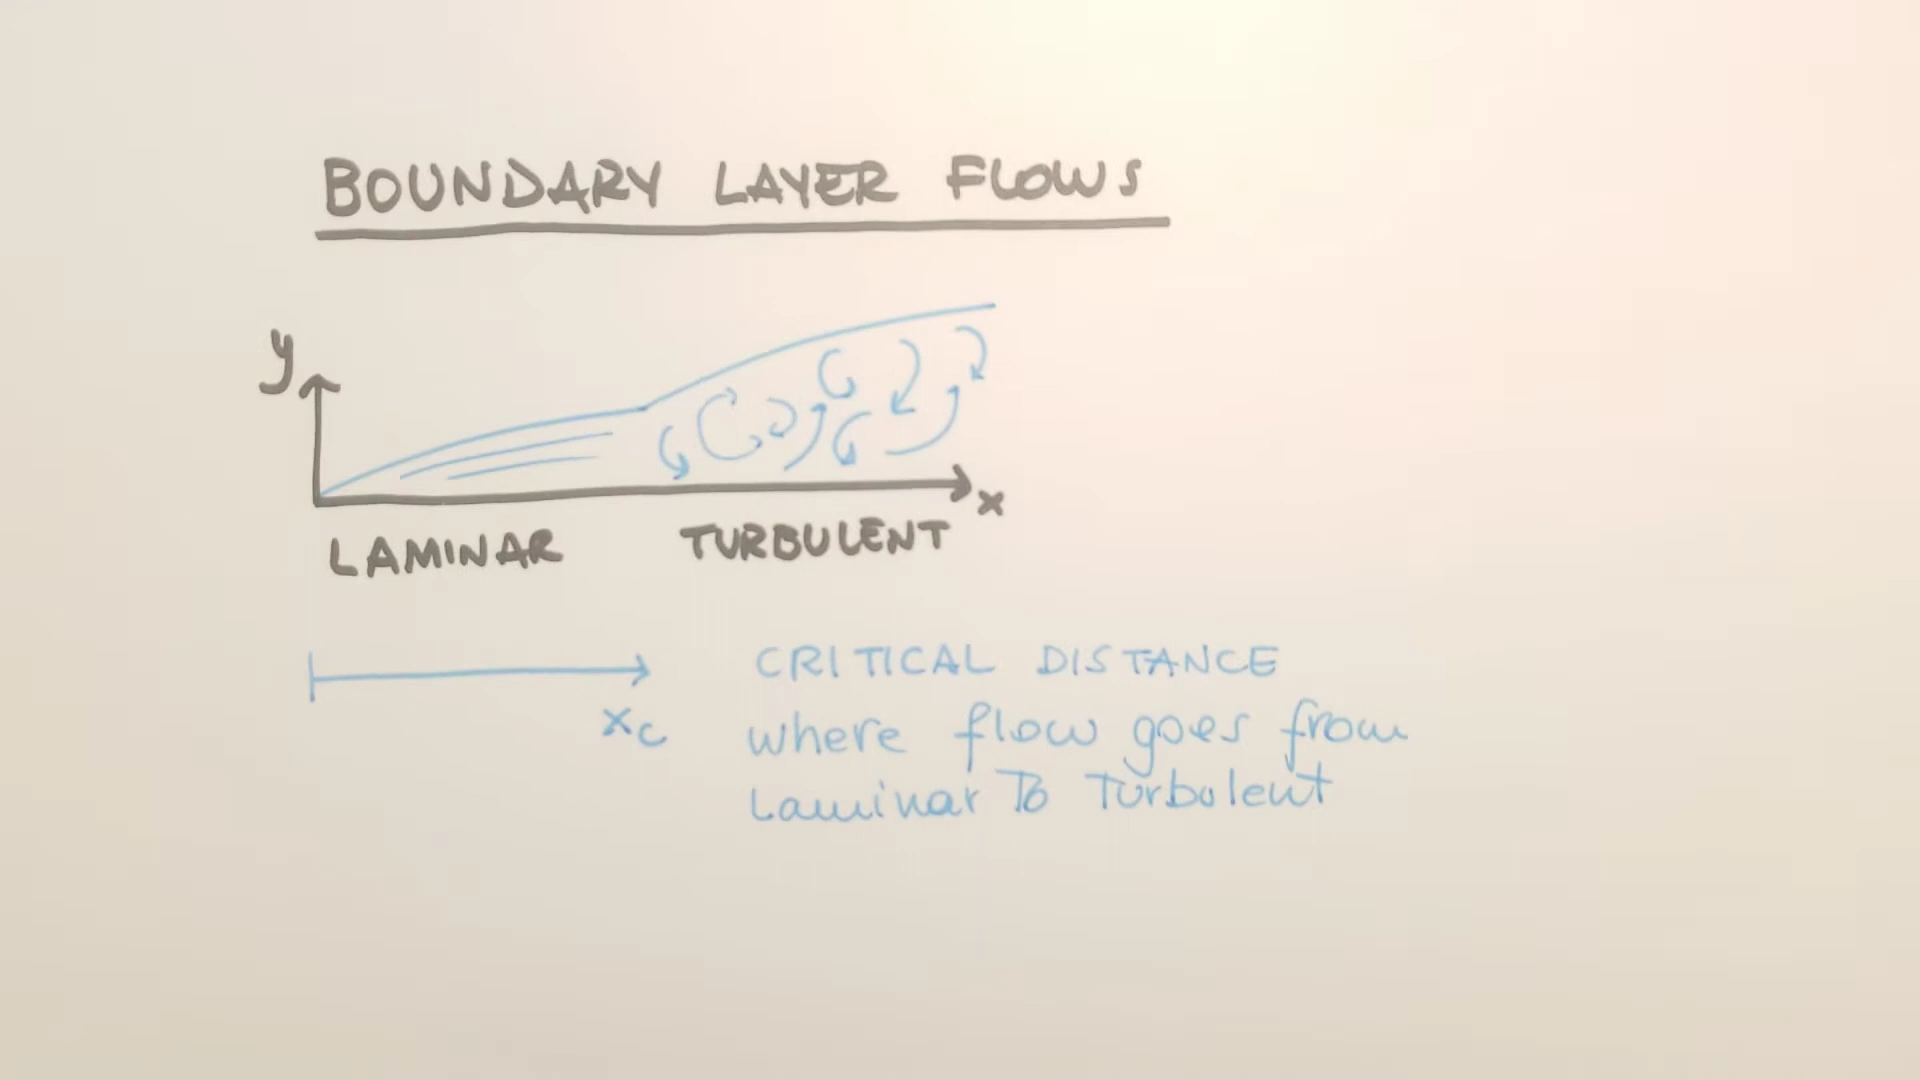 BOUNDARY LAYER FLOWS
y
x
LAMINAR TURBULENT
xc
CRITICAL DISTANCE
where flow goes from
Laminar To Turbulent